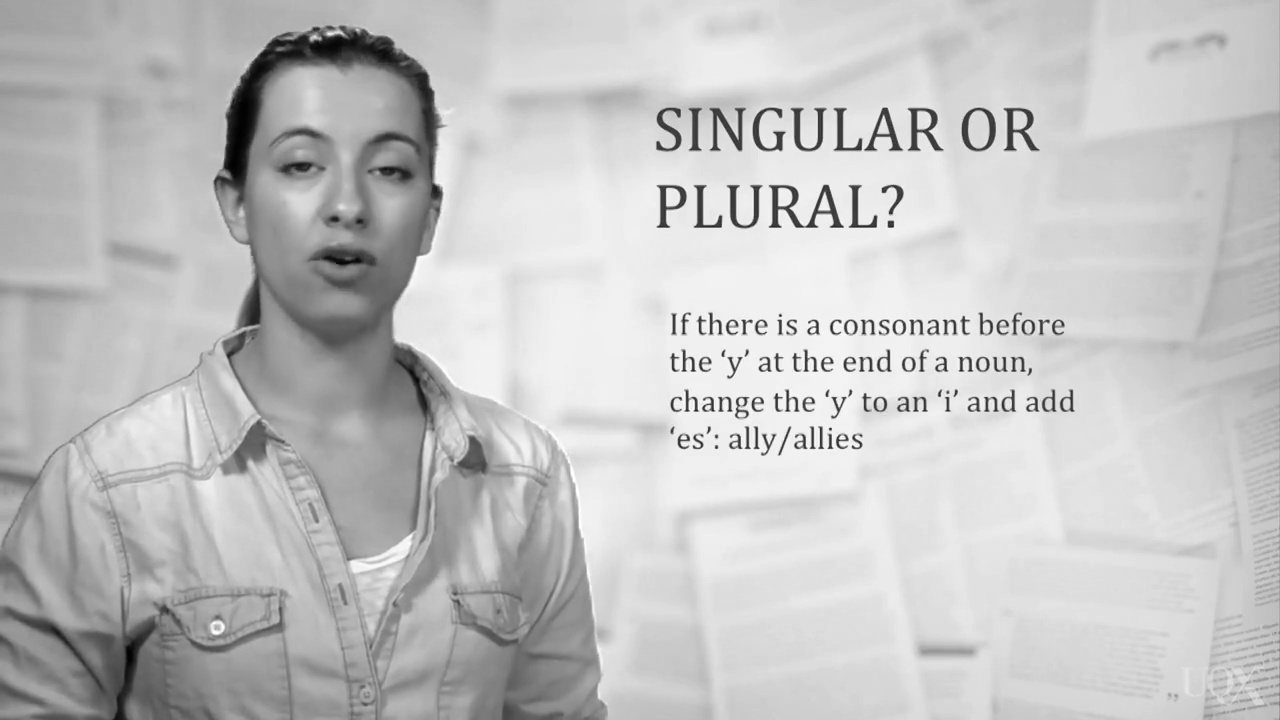 SINGULAR OR
PLURAL?
If there is a consonant before
the ‘y’ at the end of a noun,
change the ‘y’ to an ‘i’ and add
‘es’: ally/allies
UQX